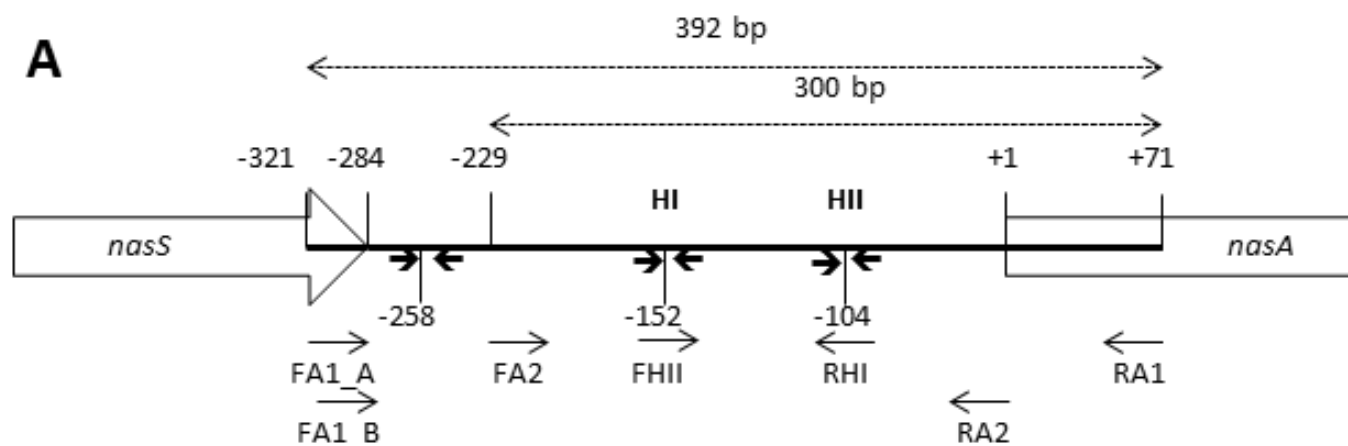 A
392 bp
300 bp
-321 -284 -229 +1 +71
HI HII
nasS nasA
-258 -152 -104
FA1_A FA2 FHII RHI RA1
FA1_B RA2